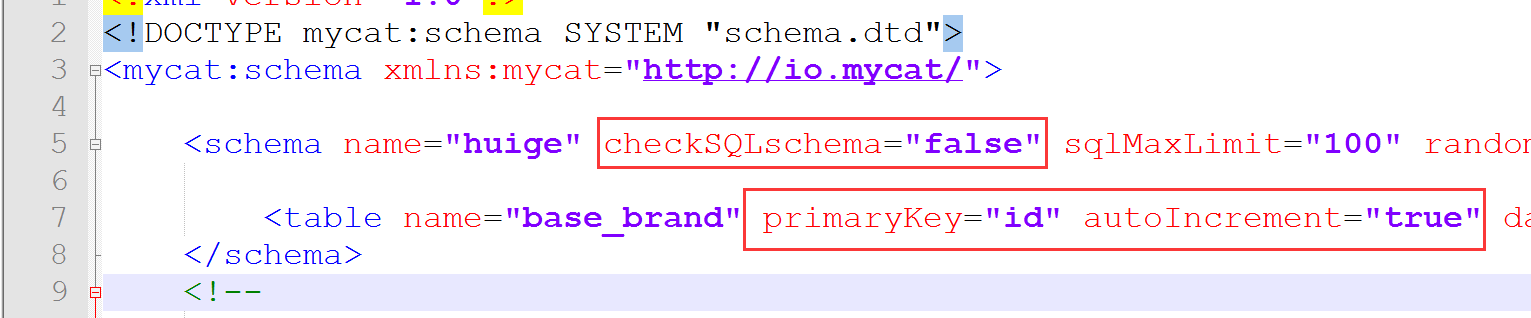 1 <?xml version="1.0"?>
2 <!DOCTYPE mycat:schema SYSTEM "schema.dtd">
3 <mycat:schema xmlns:mycat="http://io.mycat/">
4
5 <schema name="huige" checkSQLschema="false" sqlMaxLimit="100" random
6
7 <table name="base_brand" primaryKey="id" autoIncrement="true" da
8 </schema>
9 <!--